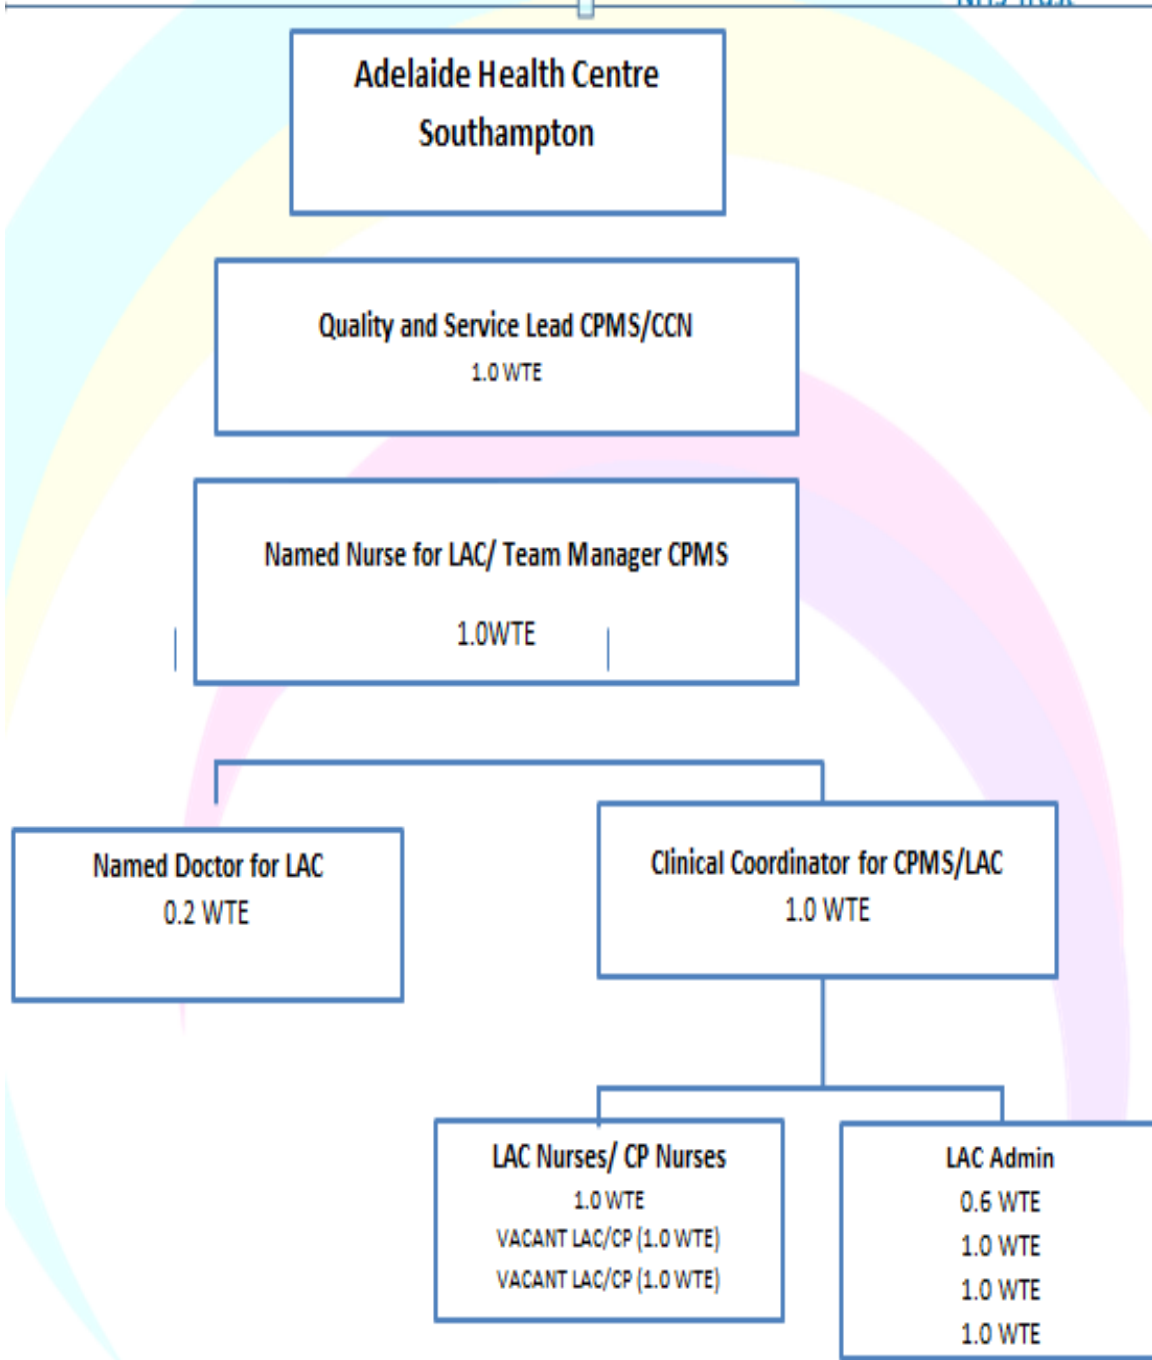 NHS Trust
Adelaide Health Centre
Southampton
Quality and Service Lead CPMS/CCN
1.0 WTE
Named Nurse for LAC/ Team Manager CPMS
1.0WTE
Named Doctor for LAC
0.2 WTE
Clinical Coordinator for CPMS/LAC
1.0 WTE
LAC Nurses/ CP Nurses
1.0 WTE
VACANT LAC/CP (1.0 WTE)
VACANT LAC/CP (1.0 WTE)
LAC Admin
0.6 WTE
1.0 WTE
1.0 WTE
1.0 WTE